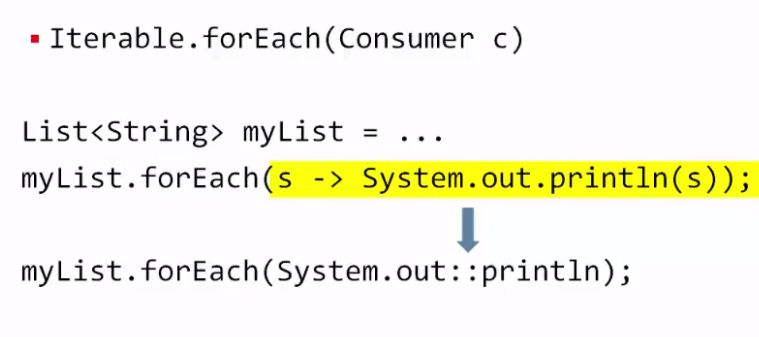 ▪ Iterable.forEach(Consumer c)
List<String> myList = ...
myList.forEach(s -> System.out.println(s));
myList.forEach(System.out::println);